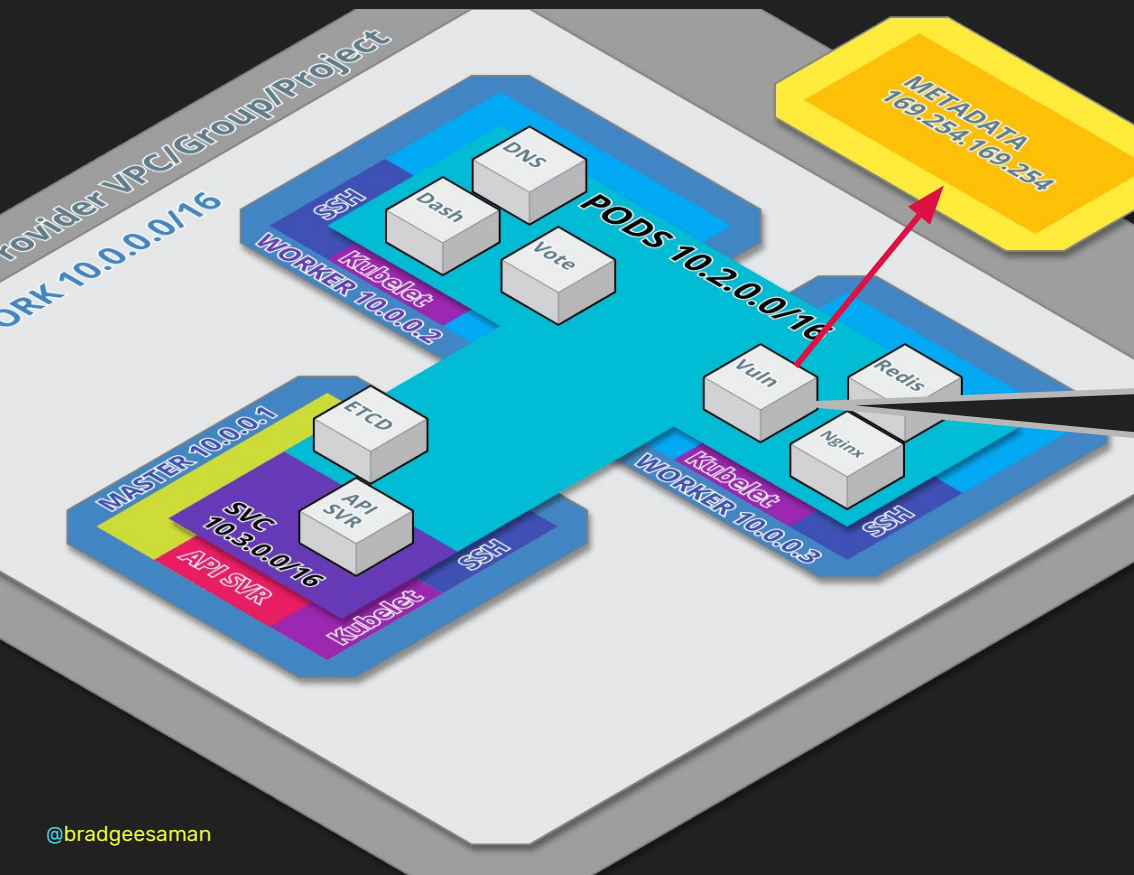 Provider VPC/Group/Project
ORK 10.0.0.0/16
METADATA
169.254.169.254
DNS
Dash
Vote
SSH
Kubelet
WORKER 10.0.0.2
PODS 10.2.0.0/16
Vuln
Redis
Nginx
Kubelet
WORKER 10.0.0.3
SSH
ETCD
MASTER 10.0.0.1
API
SVR
SVC
10.3.0.0/16
API SVR
Kubelet
SSH
@bradgeesaman